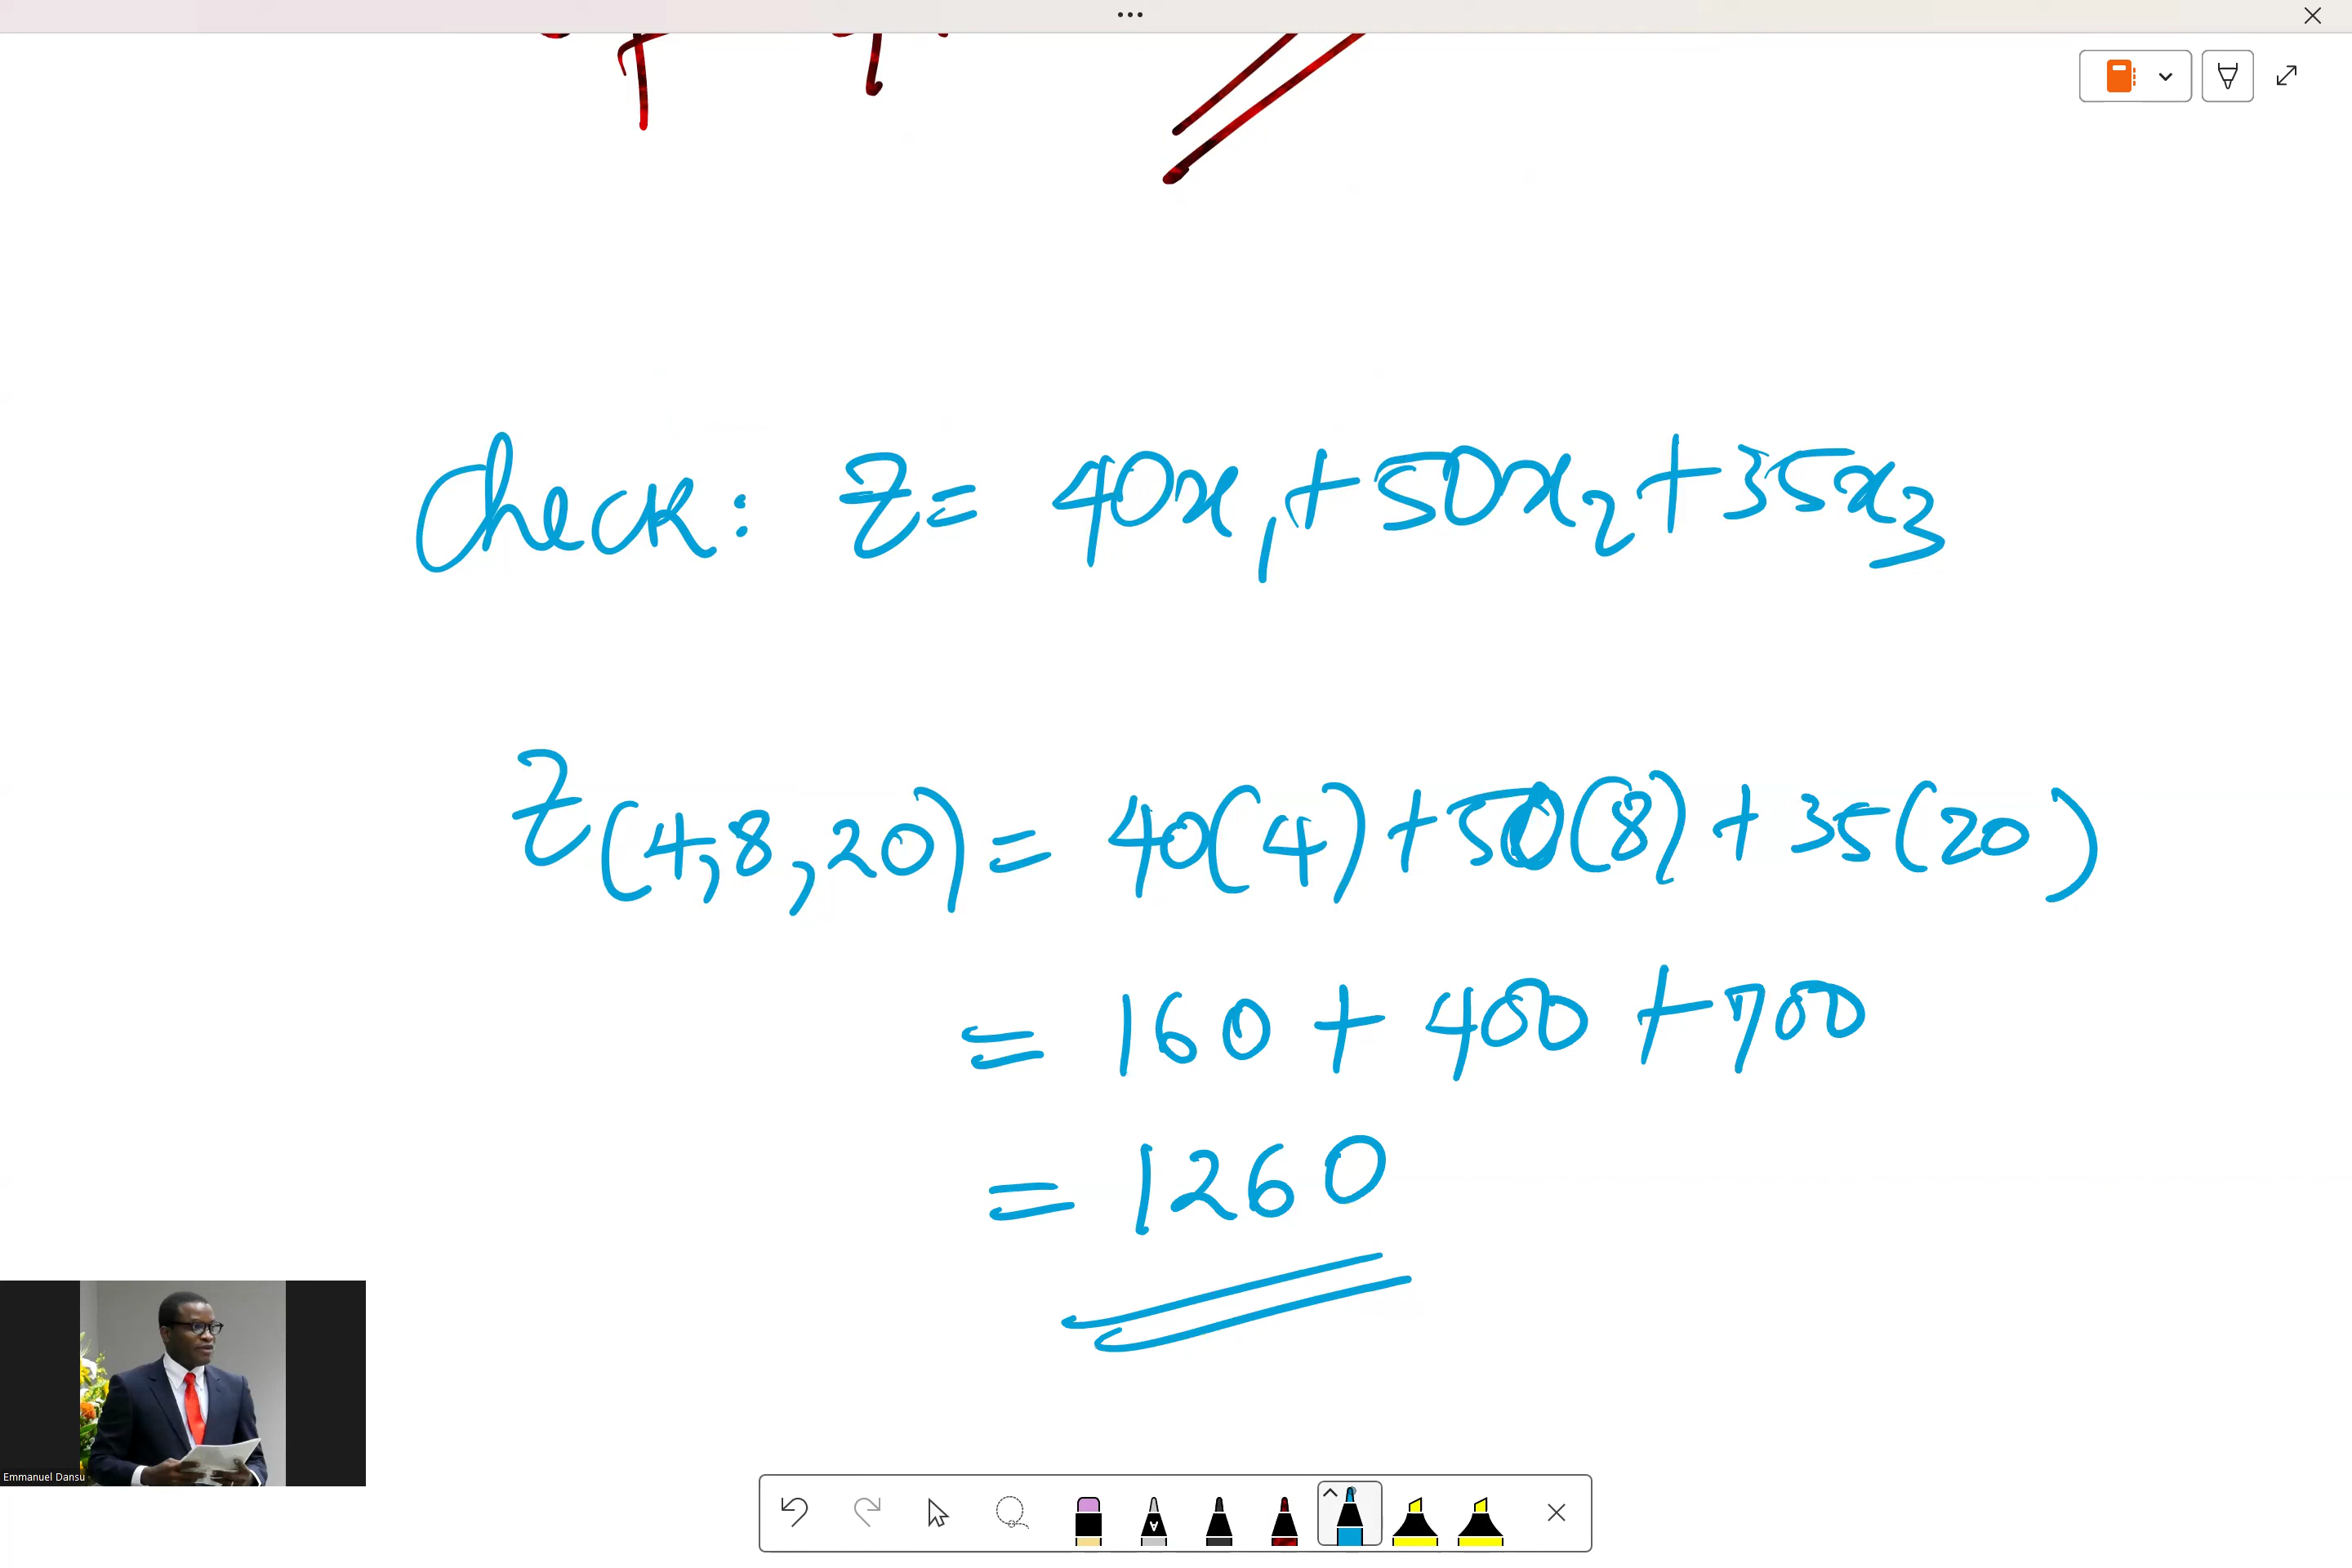 Check: Z = 40x₁ + 50x₂ + 35x₃
Z(4,8,20) = 40(4) + 50(8) + 35(20)
= 160 + 400 + 700
= 1260
Emmanuel Dansu